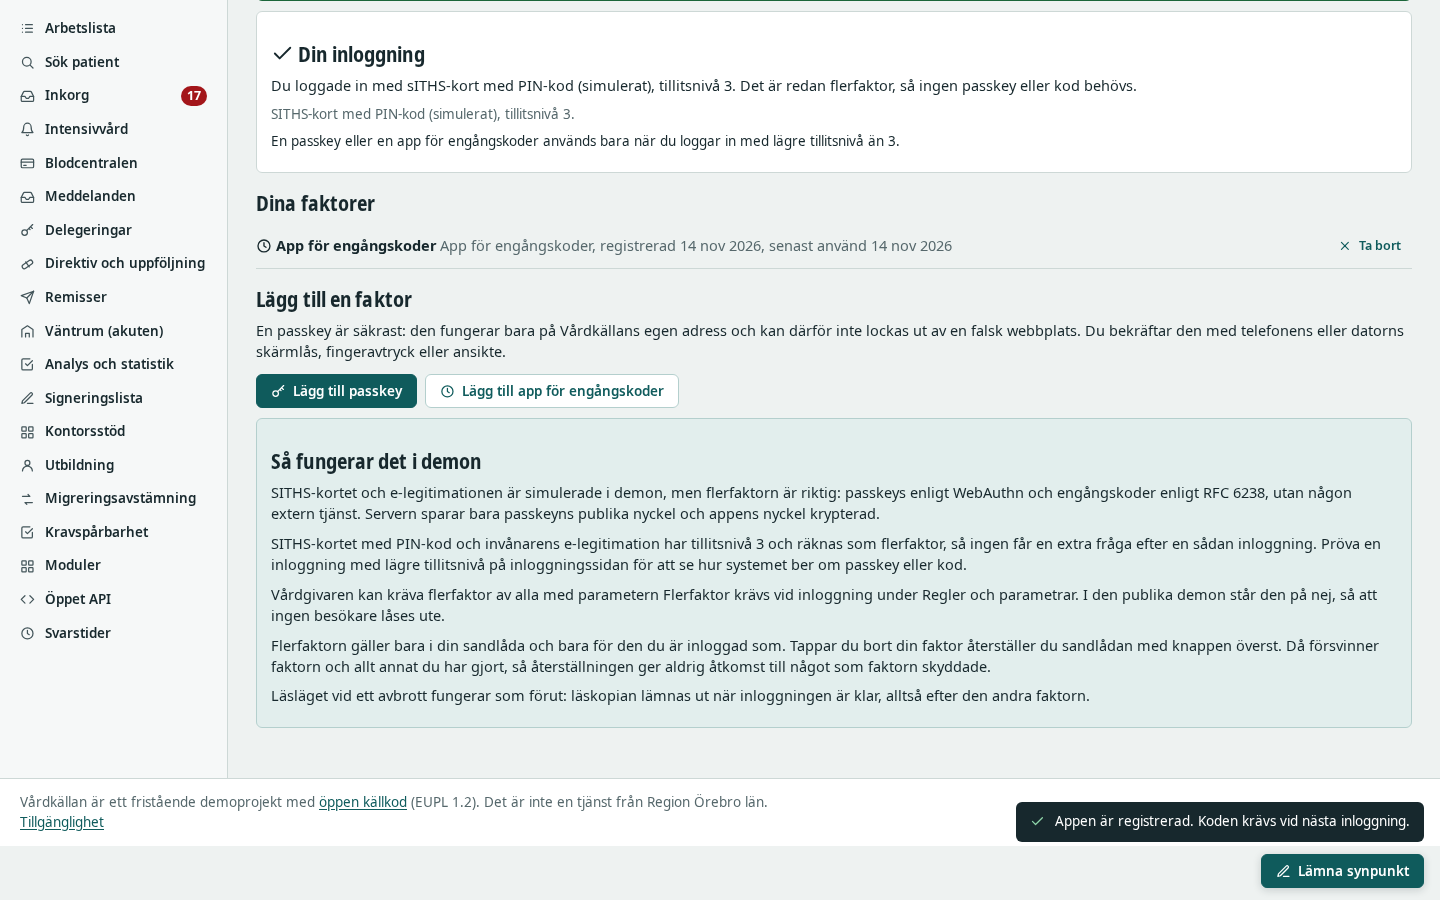 Arbetslista
Sök patient
Inkorg 17
Intensivvård
Blodcentralen
Meddelanden
Delegeringar
Direktiv och uppföljning
Remisser
Väntrum (akuten)
Analys och statistik
Signeringslista
Kontorsstöd
Utbildning
Migreringsavstämning
Kravspårbarhet
Moduler
Öppet API
Svarstider
Din inloggning
Du loggade in med sITHS-kort med PIN-kod (simulerat), tillitsnivå 3. Det är redan flerfaktor, så ingen passkey eller kod behövs.
SITHS-kort med PIN-kod (simulerat), tillitsnivå 3.
En passkey eller en app för engångskoder används bara när du loggar in med lägre tillitsnivå än 3.
Dina faktorer
App för engångskoder App för engångskoder, registrerad 14 nov 2026, senast använd 14 nov 2026 Ta bort
Lägg till en faktor
En passkey är säkrast: den fungerar bara på Vårdkällans egen adress och kan därför inte lockas ut av en falsk webbplats. Du bekräftar den med telefonens eller datorns
skärmlås, fingeravtryck eller ansikte.
Lägg till passkey Lägg till app för engångskoder
Så fungerar det i demon
SITHS-kortet och e-legitimationen är simulerade i demon, men flerfaktorn är riktig: passkeys enligt WebAuthn och engångskoder enligt RFC 6238, utan någon
extern tjänst. Servern sparar bara passkeyns publika nyckel och appens nyckel krypterad.
SITHS-kortet med PIN-kod och invånarens e-legitimation har tillitsnivå 3 och räknas som flerfaktor, så ingen får en extra fråga efter en sådan inloggning. Pröva en
inloggning med lägre tillitsnivå på inloggningssidan för att se hur systemet ber om passkey eller kod.
Vårdgivaren kan kräva flerfaktor av alla med parametern Flerfaktor krävs vid inloggning under Regler och parametrar. I den publika demon står den på nej, så att
ingen besökare låses ute.
Flerfaktorn gäller bara i din sandlåda och bara för den du är inloggad som. Tappar du bort din faktor återställer du sandlådan med knappen överst. Då försvinner
faktorn och allt annat du har gjort, så återställningen ger aldrig åtkomst till något som faktorn skyddade.
Läsläget vid ett avbrott fungerar som förut: läskopian lämnas ut när inloggningen är klar, alltså efter den andra faktorn.
Vårdkällan är ett fristående demoprojekt med öppen källkod (EUPL 1.2). Det är inte en tjänst från Region Örebro län.
Tillgänglighet
Appen är registrerad. Koden krävs vid nästa inloggning.
Lämna synpunkt